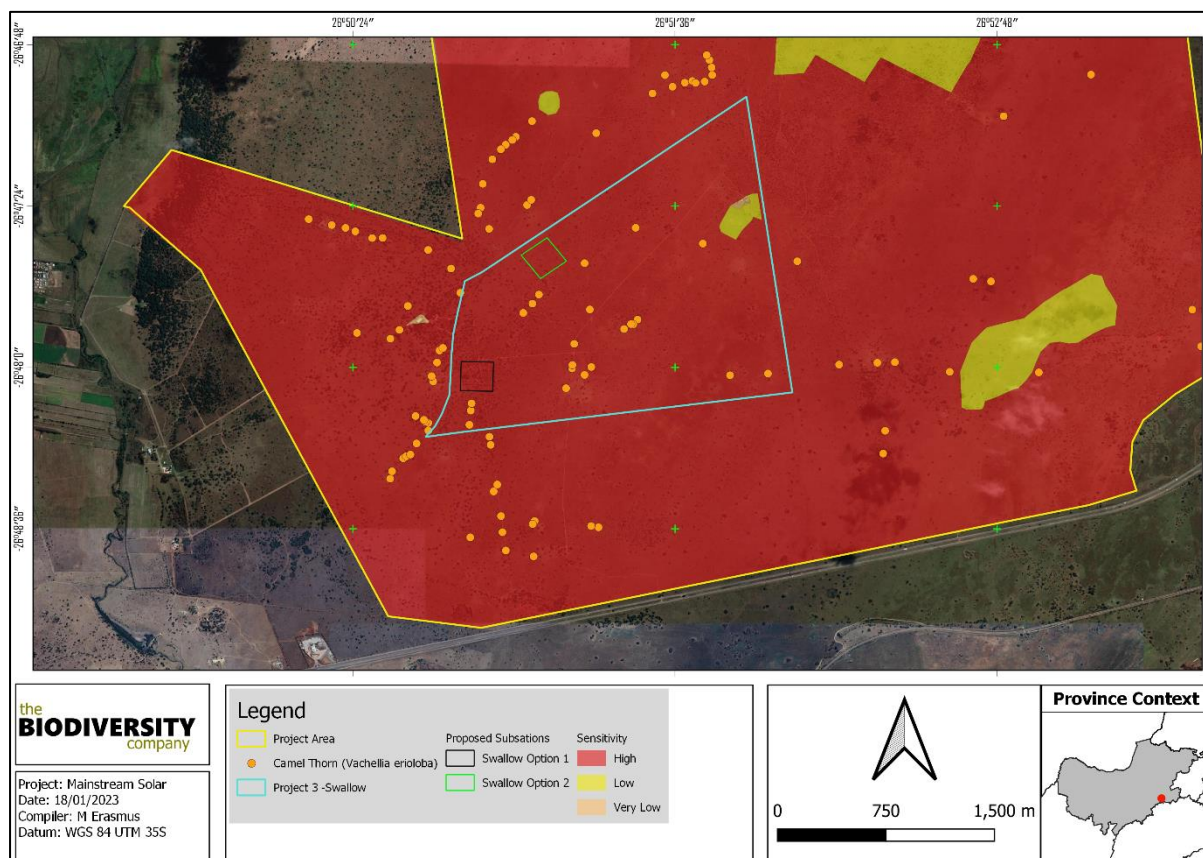 26°50'24"
26°51'36"
26°52'48"
-26°46'48"
-26°47'24"
-26°48'0"
-26°48'36"
the
BIODIVERSITY
company
Project: Mainstream Solar
Date: 18/01/2023
Compiler: M Erasmus
Datum: WGS 84 UTM 35S
Legend
Project Area
Camel Thorn (Vachellia erioloba)
Project 3 -Swallow
Proposed Subsations
Swallow Option 1
Swallow Option 2
Sensitivity
High
Low
Very Low
0 750 1,500 m
Province Context